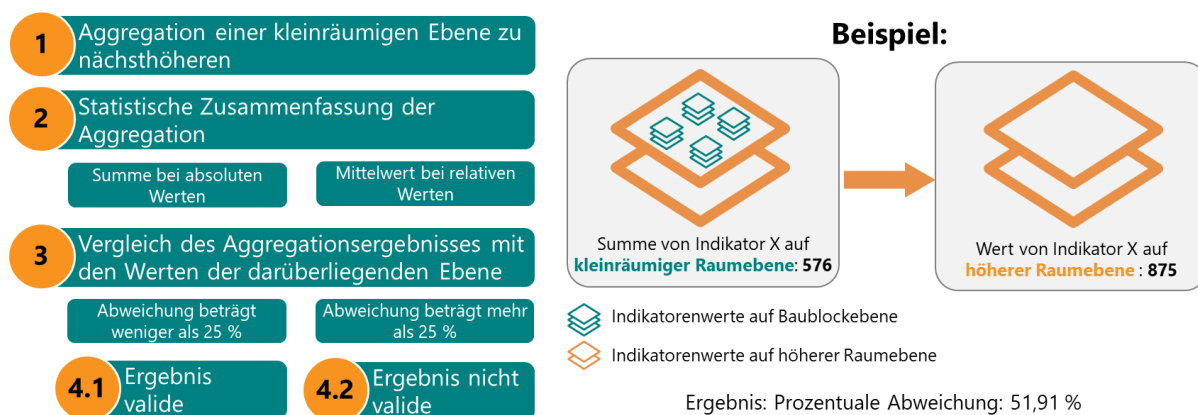 1
Aggregation einer kleinräumigen Ebene zu
nächsthöheren
2
Statistische Zusammenfassung der
Aggregation
Summe bei absoluten
Werten
Mittelwert bei relativen
Werten
3
Vergleich des Aggregationsergebnisses mit
den Werten der darüberliegenden Ebene
Abweichung beträgt
weniger als 25 %
Abweichung beträgt mehr
als 25 %
4.1
Ergebnis
valide
4.2
Ergebnis nicht
valide
Beispiel:
Summe von Indikator X auf
kleinräumiger Raumebene: 576
Wert von Indikator X auf
höherer Raumebene : 875
Indikatorenwerte auf Baublockebene
Indikatorenwerte auf höherer Raumebene
Ergebnis: Prozentuale Abweichung: 51,91 %